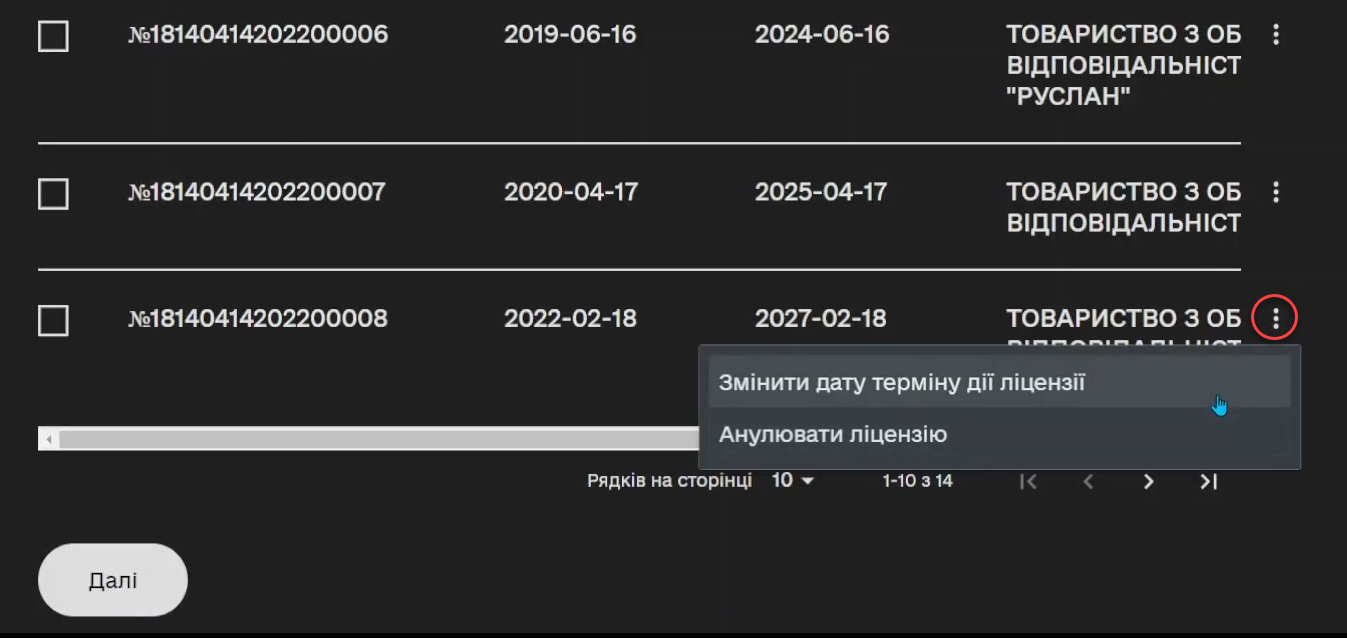 №18140414202200006 2019-06-16 2024-06-16 ТОВАРИСТВО З ОБ
ВІДПОВІДАЛЬНІСТ
"РУСЛАН"
№18140414202200007 2020-04-17 2025-04-17 ТОВАРИСТВО З ОБ
ВІДПОВІДАЛЬНІСТ
№18140414202200008 2022-02-18 2027-02-18 ТОВАРИСТВО З ОБ
Змінити дату терміну дії ліцензії
Анулювати ліцензію
Рядків на сторінці 10 1-10 з 14
Далі